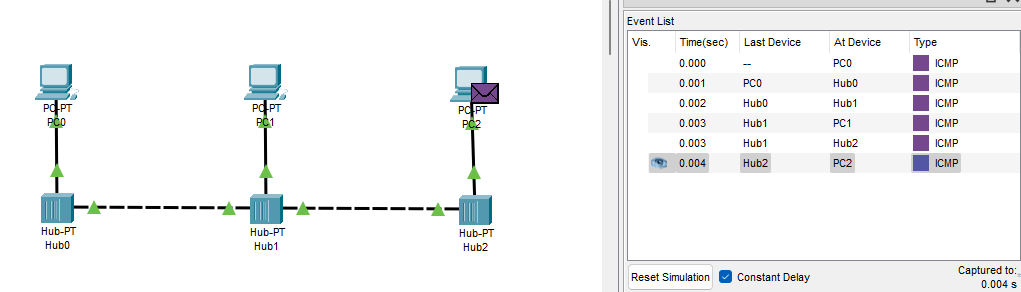 PC-PT
PC0
PC-PT
PC1
PC-PT
PC2
Hub-PT
Hub0
Hub-PT
Hub1
Hub-PT
Hub2
Event List
Vis. Time(sec) Last Device At Device Type
0.000 -- PC0 ICMP
0.001 PC0 Hub0 ICMP
0.002 Hub0 Hub1 ICMP
0.003 Hub1 PC1 ICMP
0.003 Hub1 Hub2 ICMP
0.004 Hub2 PC2 ICMP
Reset Simulation Constant Delay Captured to:
0.004 s